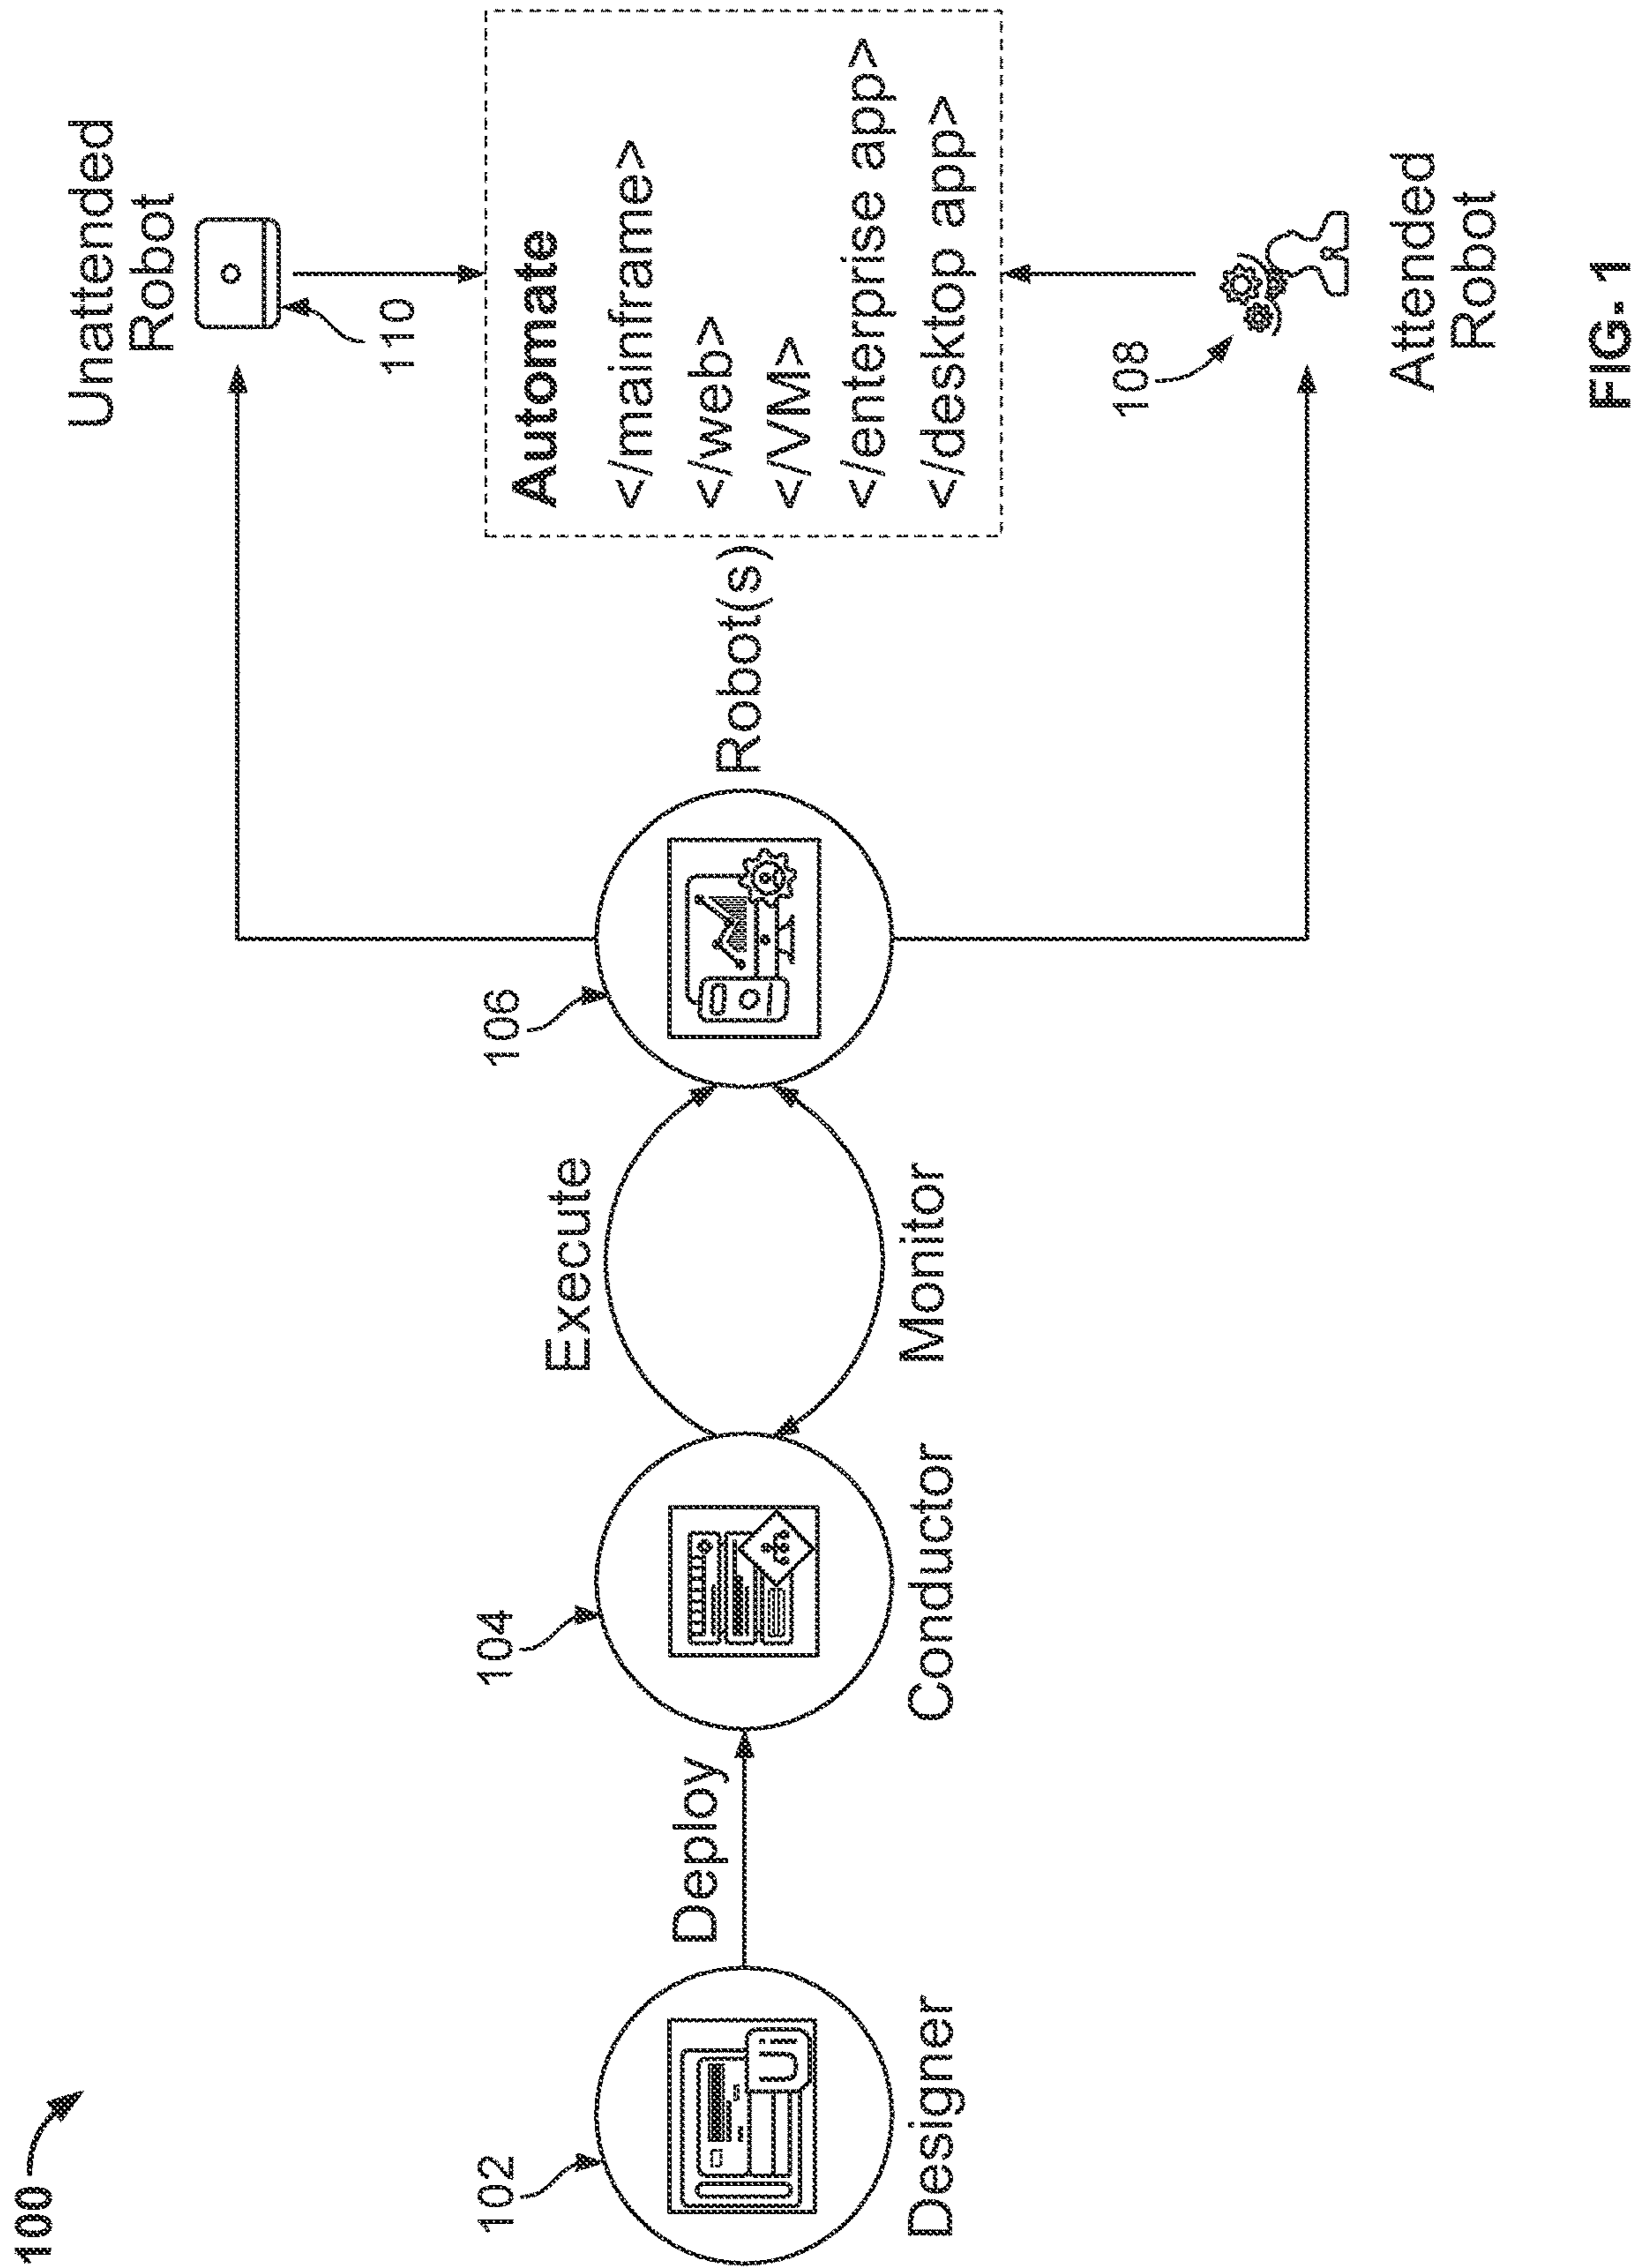 100
Unattended
Robot
110
102
Designer
Ui
Deploy
104
Conductor
Execute
Monitor
106
Robot(s)
Automate
</mainframe>
</web>
</VM>
</enterprise app>
</desktop app>
108
Attended
Robot
FIG. 1